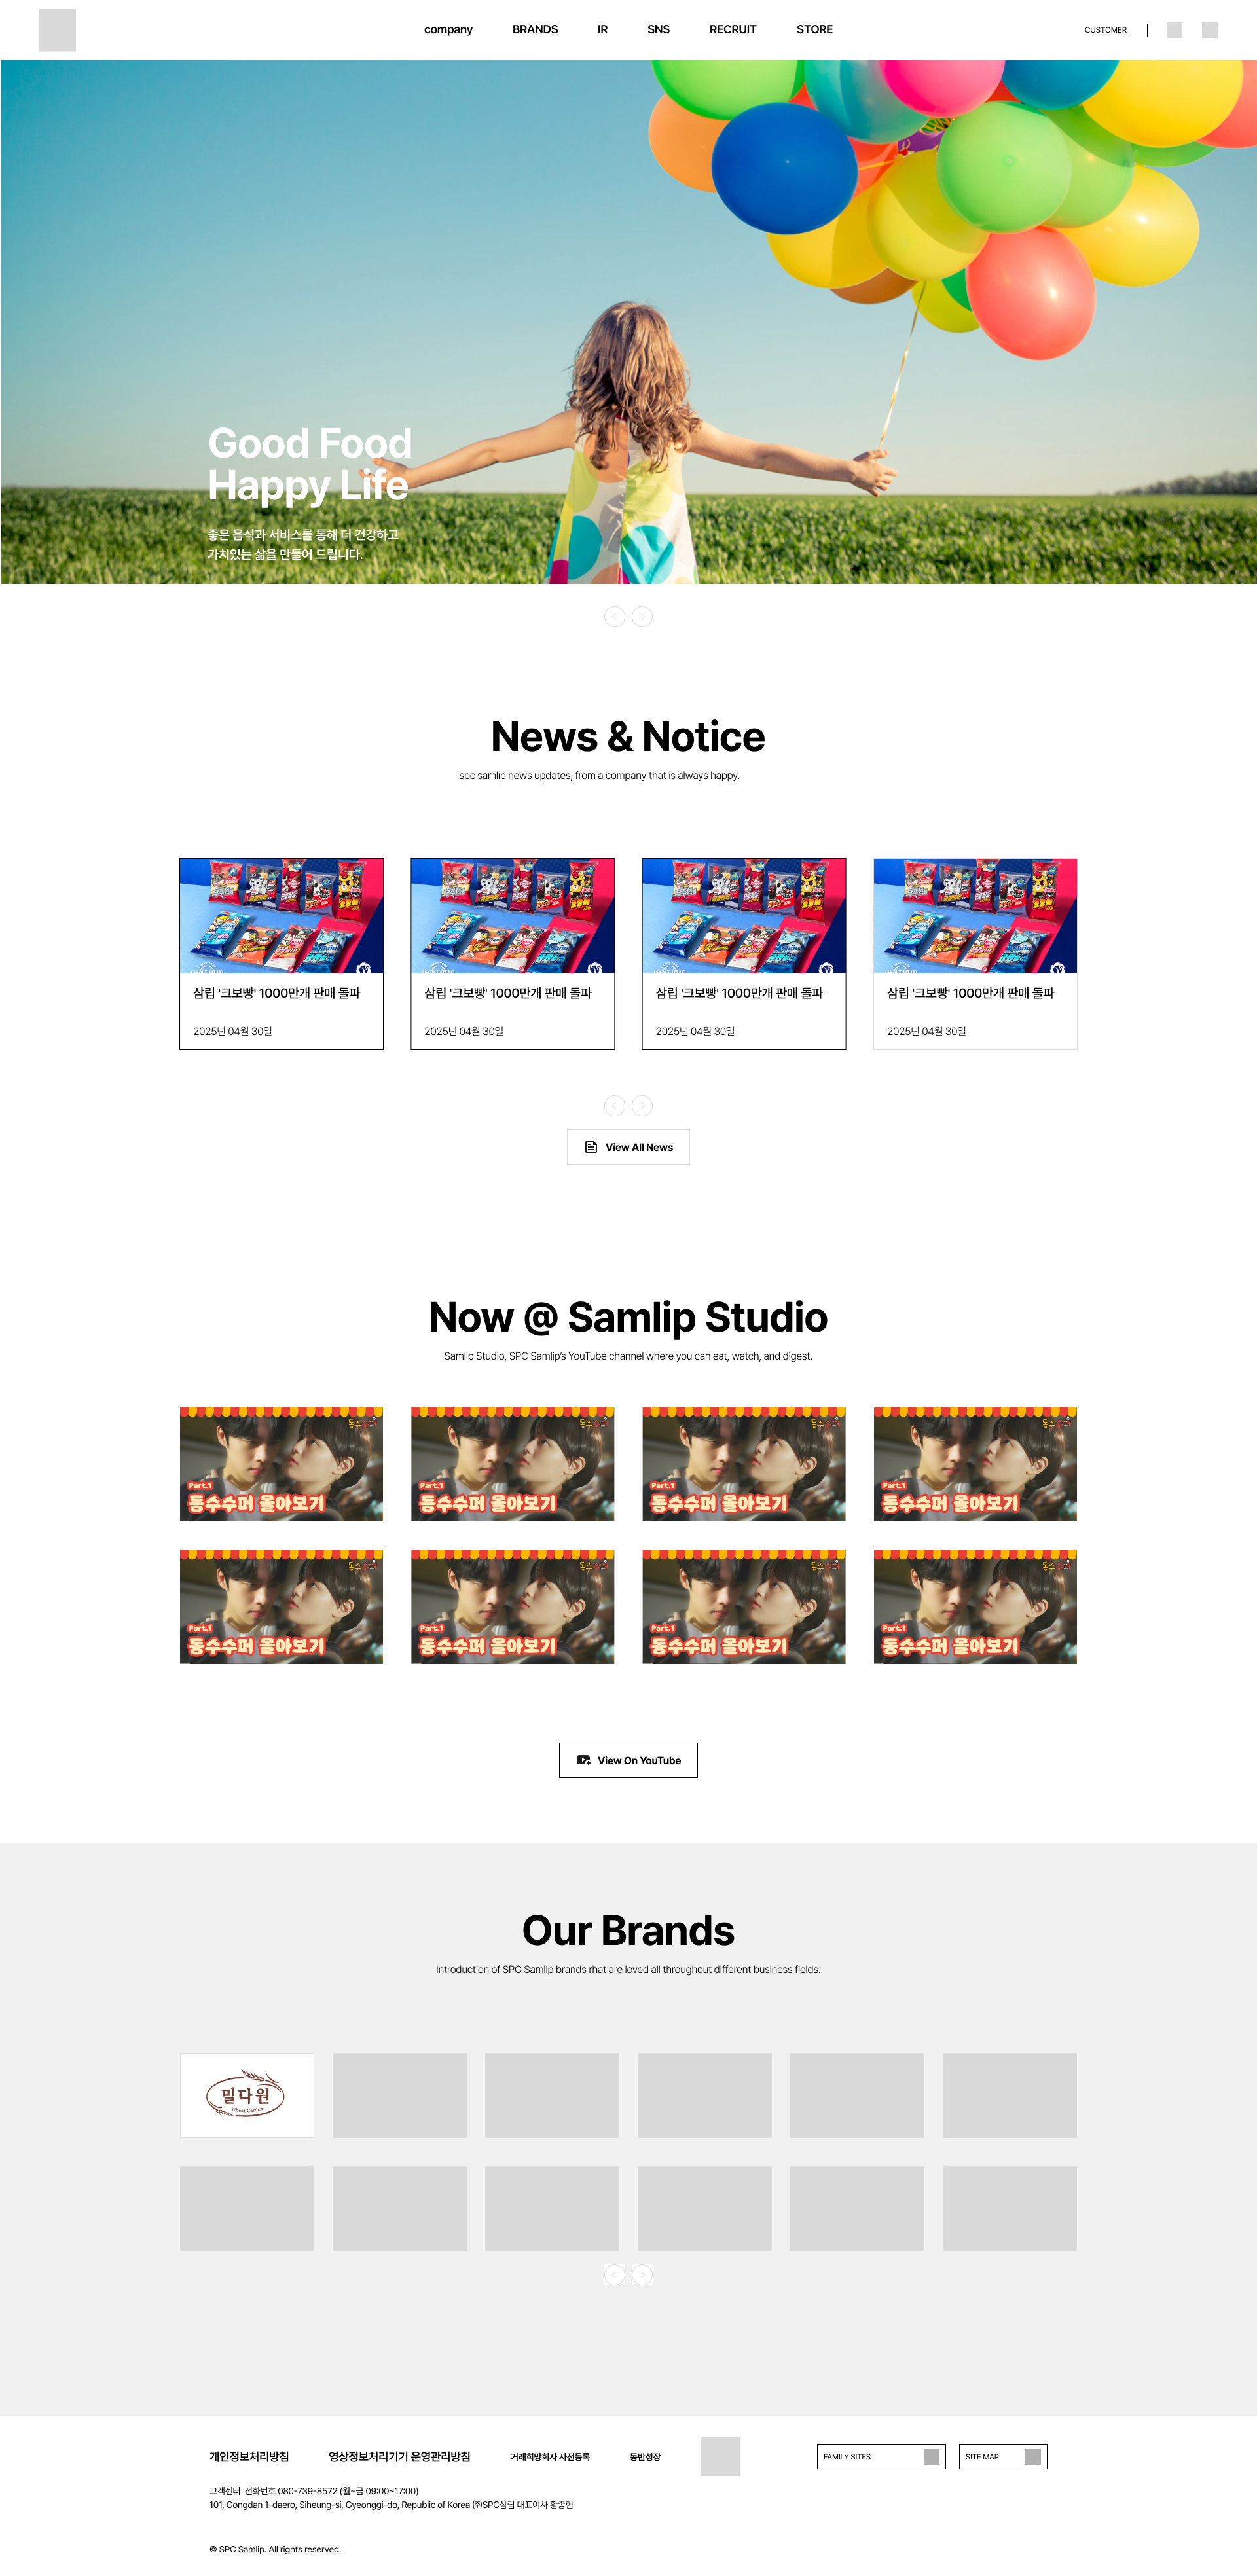 company BRANDS IR SNS RECRUIT STORE CUSTOMER
Good Food
Happy Life
좋은 음식과 서비스를 통해 더 건강하고
가치있는 삶을 만들어 드립니다.
News & Notice
spc samlip news updates, from a company that is always happy.
삼립 '크보빵' 1000만개 판매 돌파
2025년 04월 30일
삼립 '크보빵' 1000만개 판매 돌파
2025년 04월 30일
삼립 '크보빵' 1000만개 판매 돌파
2025년 04월 30일
삼립 '크보빵' 1000만개 판매 돌파
2025년 04월 30일
View All News
Now @ Samlip Studio
Samlip Studio, SPC Samlip's YouTube channel where you can eat, watch, and digest.
Part.1
동수수퍼 몰아보기
Part.1
동수수퍼 몰아보기
Part.1
동수수퍼 몰아보기
Part.1
동수수퍼 몰아보기
Part.1
동수수퍼 몰아보기
Part.1
동수수퍼 몰아보기
Part.1
동수수퍼 몰아보기
Part.1
동수수퍼 몰아보기
View On YouTube
Our Brands
Introduction of SPC Samlip brands rhat are loved all throughout different business fields.
밀다원
Wheat Garden
개인정보처리방침 영상정보처리기기 운영관리방침 거래희망회사 사전등록 동반성장 FAMILY SITES SITE MAP
고객센터 전화번호 080-739-8572 (월~금 09:00~17:00)
101, Gongdan 1-daero, Siheung-si, Gyeonggi-do, Republic of Korea ㈜SPC삼립 대표이사 황종현
© SPC Samlip. All rights reserved.